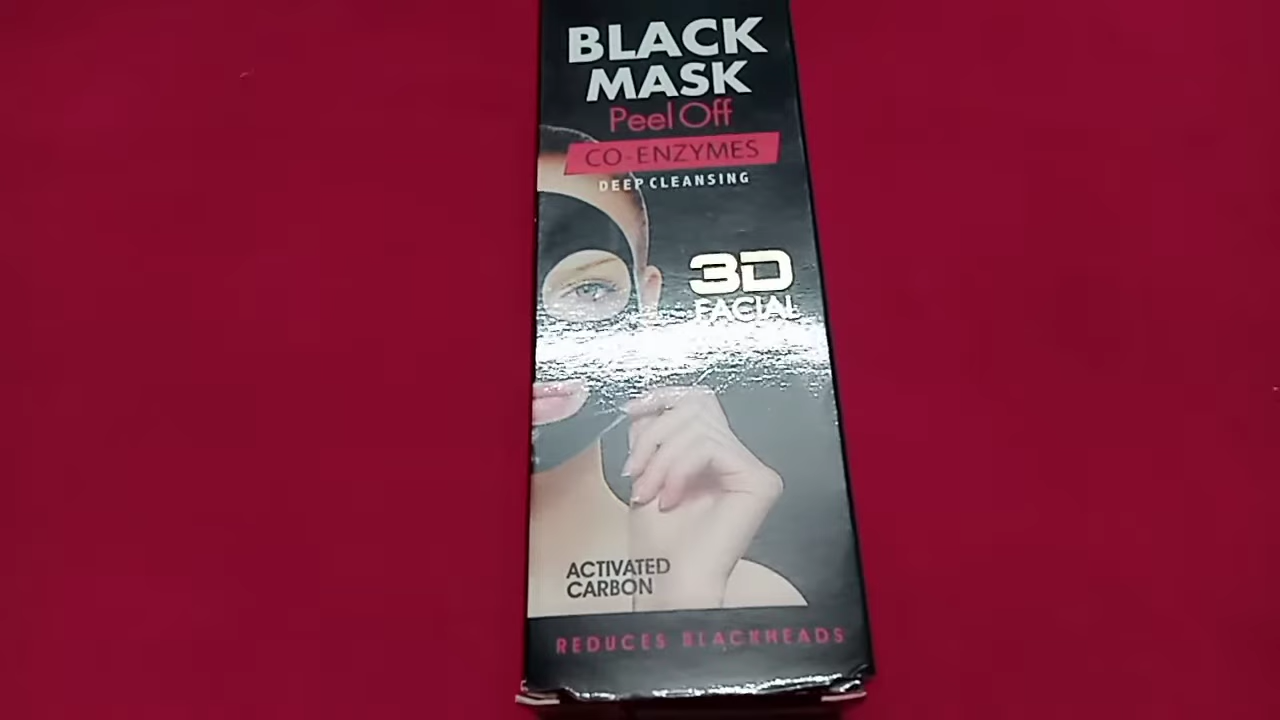 BLACK
MASK
Peel Off
CO-ENZYMES
DEEP CLEANSING
3D
FACIAL
ACTIVATED
CARBON
REDUCES BLACKHEADS